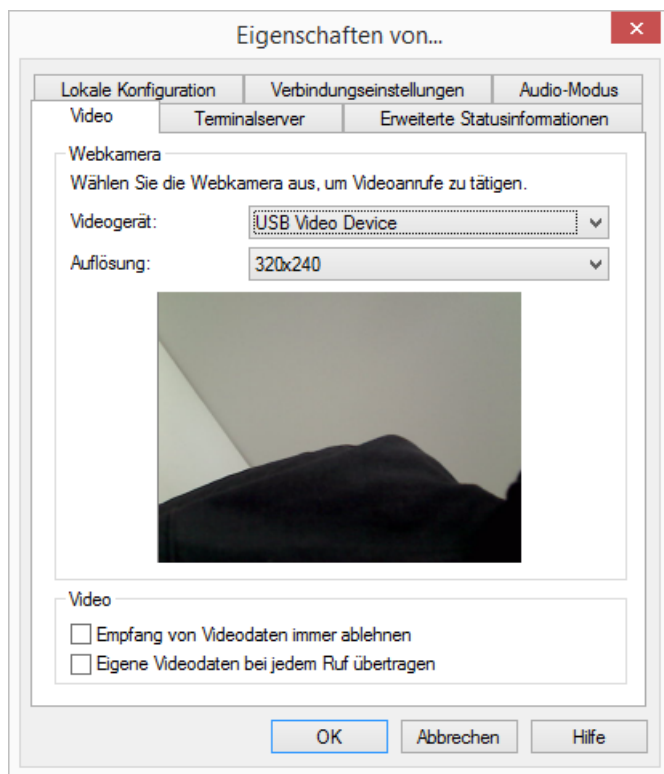 Eigenschaften von...
Lokale Konfiguration Verbindungseinstellungen Audio-Modus
Video Terminalserver Erweiterte Statusinformationen
Webkamera
Wählen Sie die Webkamera aus, um Videoanrufe zu tätigen.
Videogerät: USB Video Device
Auflösung: 320x240
Video
Empfang von Videodaten immer ablehnen
Eigene Videodaten bei jedem Ruf übertragen
OK Abbrechen Hilfe